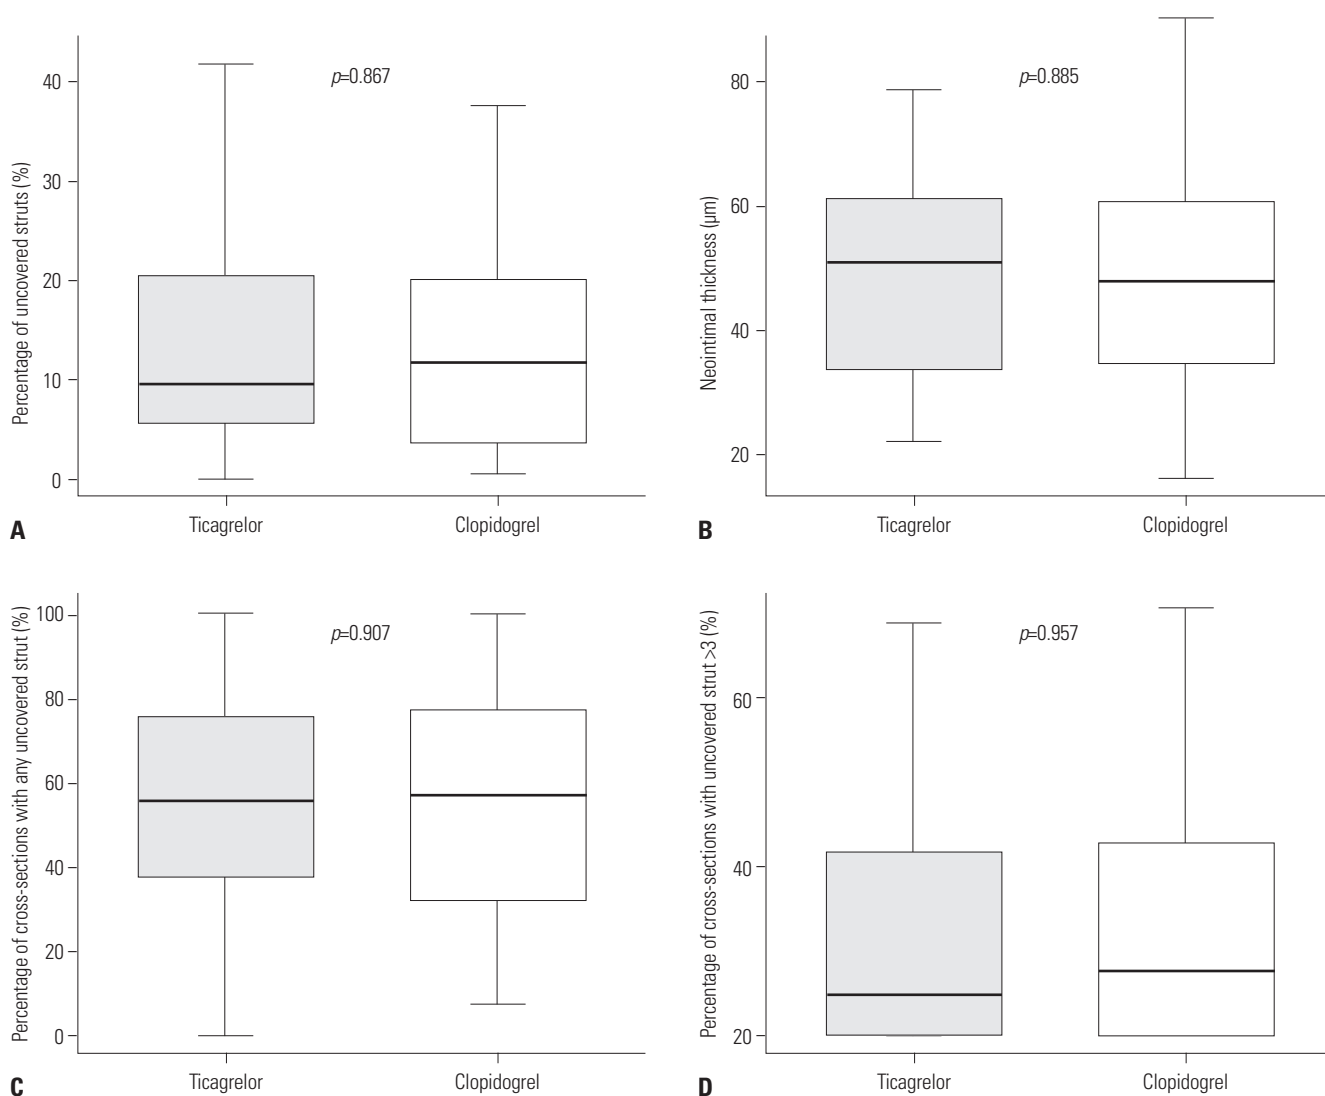 Percentage of uncovered struts (%)
40
30
20
10
0
p=0.867
Ticagrelor
Clopidogrel
A
Neointimal thickness (μm)
80
60
40
20
p=0.885
Ticagrelor
Clopidogrel
B
Percentage of cross-sections with any uncovered strut (%)
100
80
60
40
20
0
p=0.907
Ticagrelor
Clopidogrel
C
Percentage of cross-sections with uncovered strut >3 (%)
60
40
20
p=0.957
Ticagrelor
Clopidogrel
D